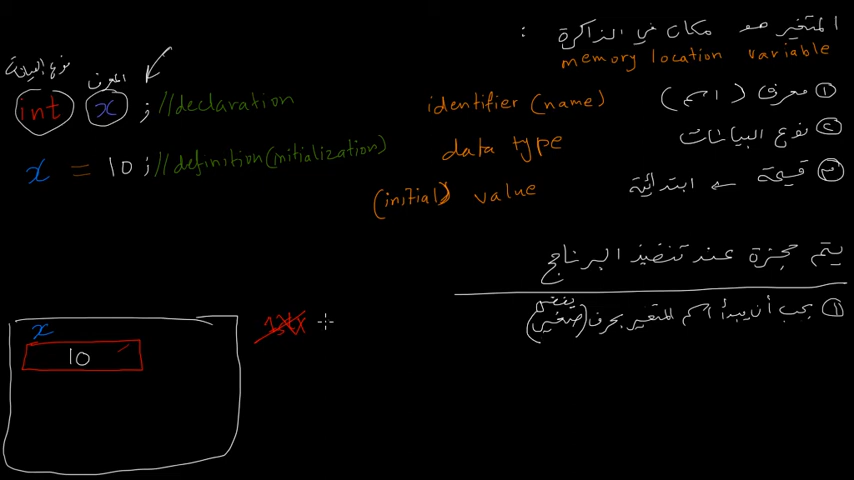 المتغير هو مكان في الذاكرة :
memory location variable
① معرف (اسم)
identifier (name)
② نوع البيانات
data type
③ قيمة ← ابتدائية
(initial) value
نوع البيانات
المعرف
int x ; //declaration
x = 10 ; //definition(initialization)
يتم حجزه عند تنفيذ البرنامج
① يجب أن يبدأ اسم المتغير بحرف (صغير)
يفضل
x
10